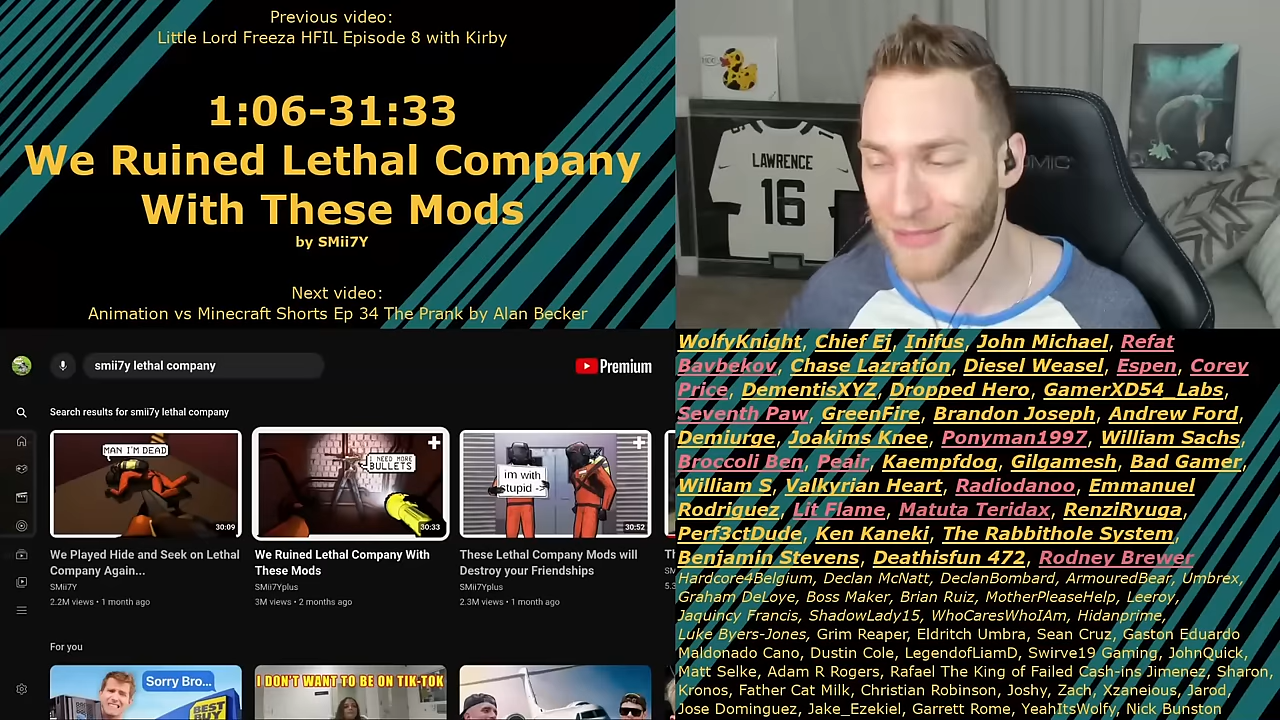 Previous video:
Little Lord Freeza HFIL Episode 8 with Kirby
1:06-31:33
We Ruined Lethal Company
With These Mods
by SMii7Y
Next video:
Animation vs Minecraft Shorts Ep 34 The Prank by Alan Becker
LAWRENCE
16
smii7y lethal company
Premium
Search results for smii7y lethal company
MAN I'M DEAD
30:09
I NEED MORE
BULLETS
30:33
im with
stupid ->
30:52
We Played Hide and Seek on Lethal
Company Again...
SMii7Y
2.2M views • 1 month ago
We Ruined Lethal Company With
These Mods
SMii7Yplus
3M views • 2 months ago
These Lethal Company Mods will
Destroy your Friendships
SMii7Yplus
2.3M views • 1 month ago
For you
Sorry Bro...
BEST
BUY
I DON'T WANT TO BE ON TIK-TOK
WolfyKnight, Chief Ej, Inifus, John Michael, Refat
Bavbekov, Chase Lazration, Diesel Weasel, Espen, Corey
Price, DementisXYZ, Dropped Hero, GamerXD54_Labs,
Seventh Paw, GreenFire, Brandon Joseph, Andrew Ford,
Demiurge, Joakims Knee, Ponyman1997, William Sachs,
Broccoli Ben, Peair, Kaempfdog, Gilgamesh, Bad Gamer,
William S, Valkyrian Heart, Radiodanoo, Emmanuel
Rodriguez, Lit Flame, Matuta Teridax, RenziRyuga,
Perf3ctDude, Ken Kaneki, The Rabbithole System,
Benjamin Stevens, Deathisfun 472, Rodney Brewer
Hardcore4Belgium, Declan McNatt, DeclanBombard, ArmouredBear, Umbrex,
Graham DeLoye, Boss Maker, Brian Ruiz, MotherPleaseHelp, Leeroy,
Jaquincy Francis, ShadowLady15, WhoCaresWhoIAm, Hidanprime,
Luke Byers-Jones, Grim Reaper, Eldritch Umbra, Sean Cruz, Gaston Eduardo
Maldonado Cano, Dustin Cole, LegendofLiamD, Swirve19 Gaming, JohnQuick,
Matt Selke, Adam R Rogers, Rafael The King of Failed Cash-ins Jimenez, Sharon,
Kronos, Father Cat Milk, Christian Robinson, Joshy, Zach, Xzaneious, Jarod,
Jose Dominguez, Jake_Ezekiel, Garrett Rome, YeahItsWolfy, Nick Bunston